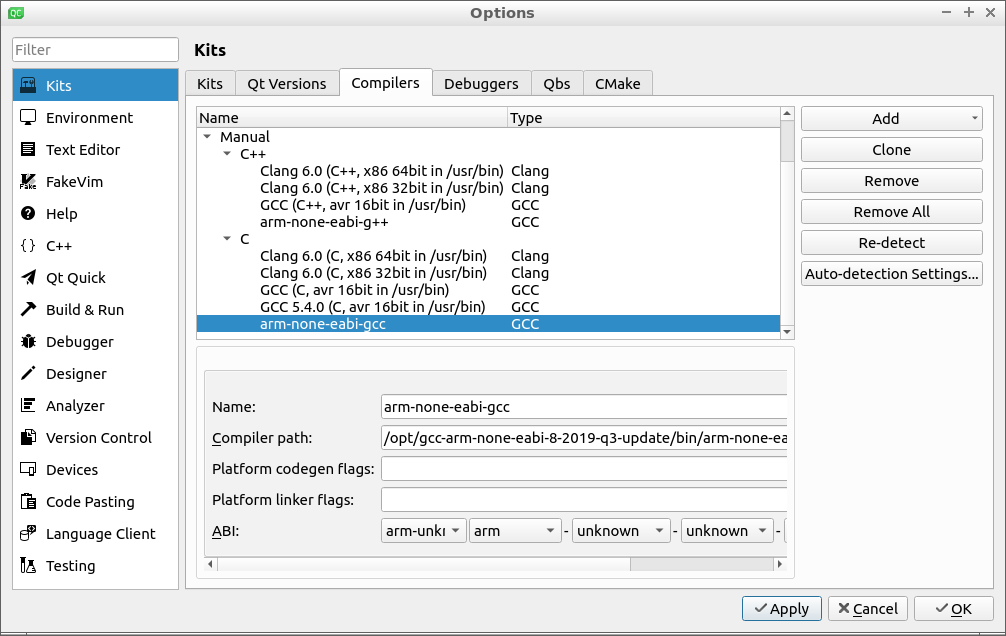 Options
Filter
Kits
Environment
Text Editor
FakeVim
Help
C++
Qt Quick
Build & Run
Debugger
Designer
Analyzer
Version Control
Devices
Code Pasting
Language Client
Testing
Kits
Kits Qt Versions Compilers Debuggers Qbs CMake
Name Type
Manual
C++
Clang 6.0 (C++, x86 64bit in /usr/bin) Clang
Clang 6.0 (C++, x86 32bit in /usr/bin) Clang
GCC (C++, avr 16bit in /usr/bin) GCC
arm-none-eabi-g++ GCC
C
Clang 6.0 (C, x86 64bit in /usr/bin) Clang
Clang 6.0 (C, x86 32bit in /usr/bin) Clang
GCC (C, avr 16bit in /usr/bin) GCC
GCC 5.4.0 (C, avr 16bit in /usr/bin) GCC
arm-none-eabi-gcc GCC
Add
Clone
Remove
Remove All
Re-detect
Auto-detection Settings...
Name: arm-none-eabi-gcc
Compiler path: /opt/gcc-arm-none-eabi-8-2019-q3-update/bin/arm-none-ea
Platform codegen flags:
Platform linker flags:
ABI: arm-unkr arm - unknown - unknown -
Apply Cancel OK